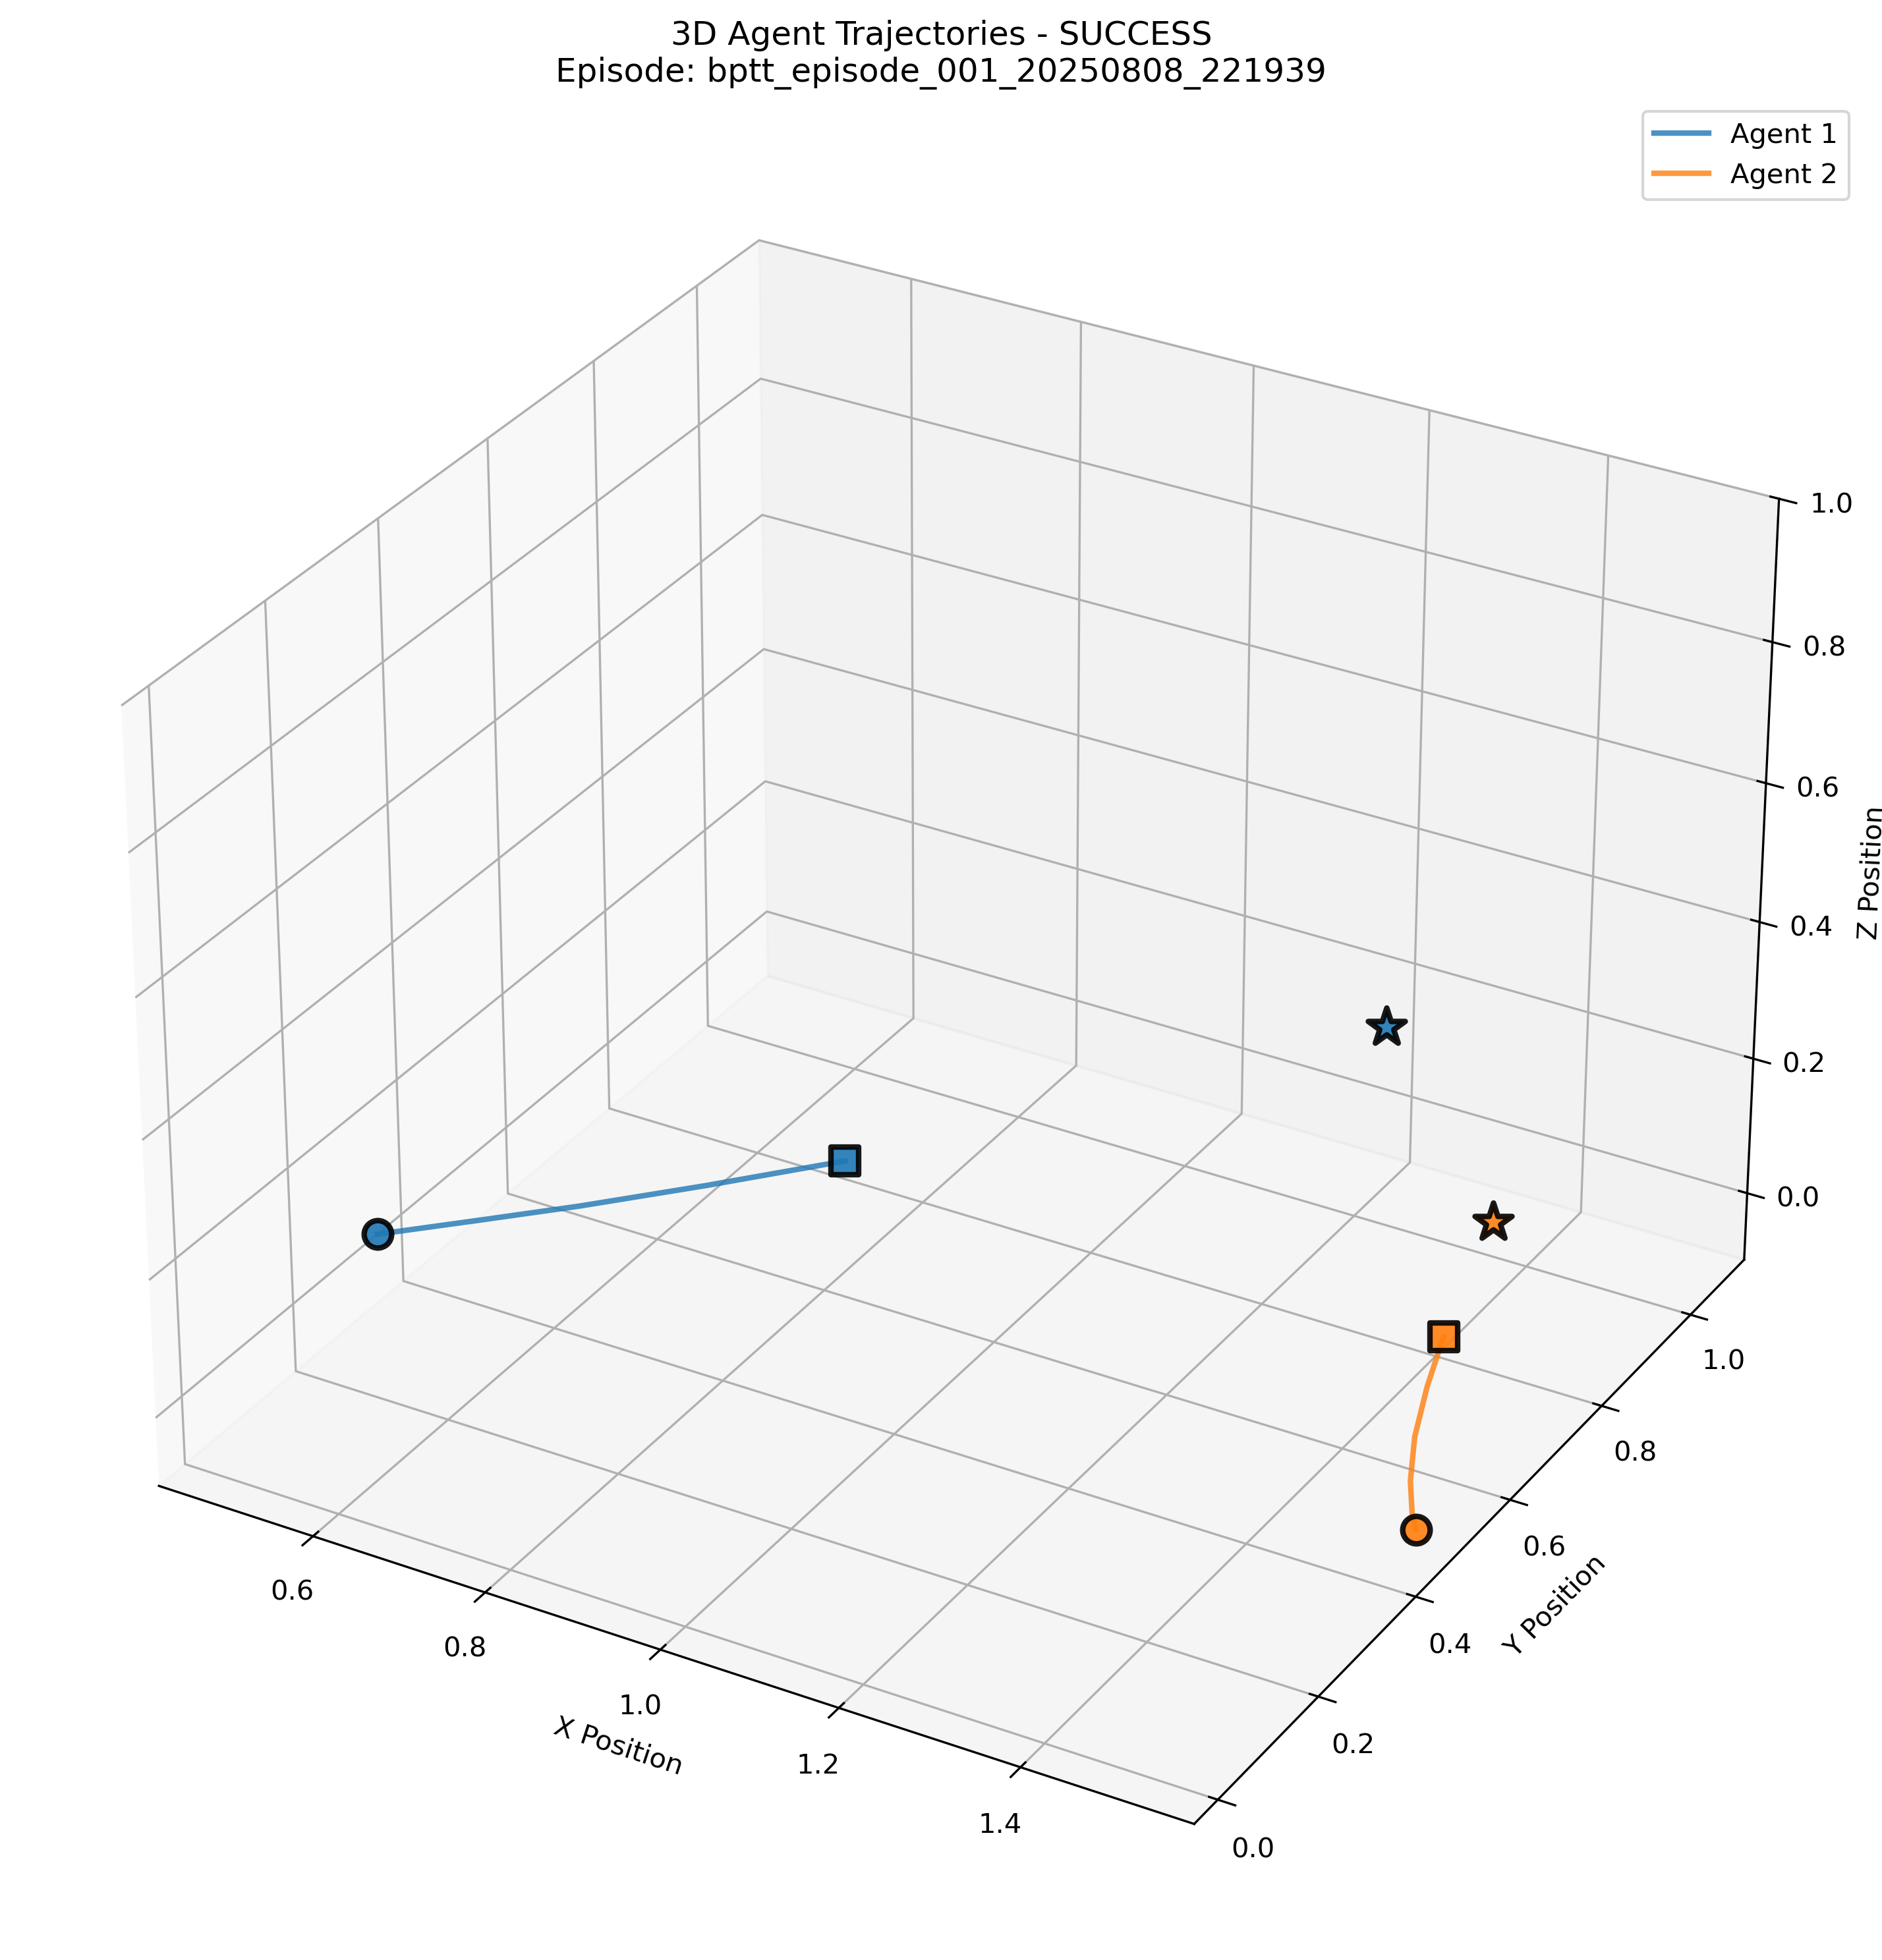 3D Agent Trajectories - SUCCESS
Episode: bptt_episode_001_20250808_221939
Agent 1
Agent 2
1.0
0.8
0.6
0.4
0.2
0.0
Z Position
1.0
0.8
0.6
0.4
0.2
0.0
Y Position
0.6
0.8
1.0
1.2
1.4
X Position